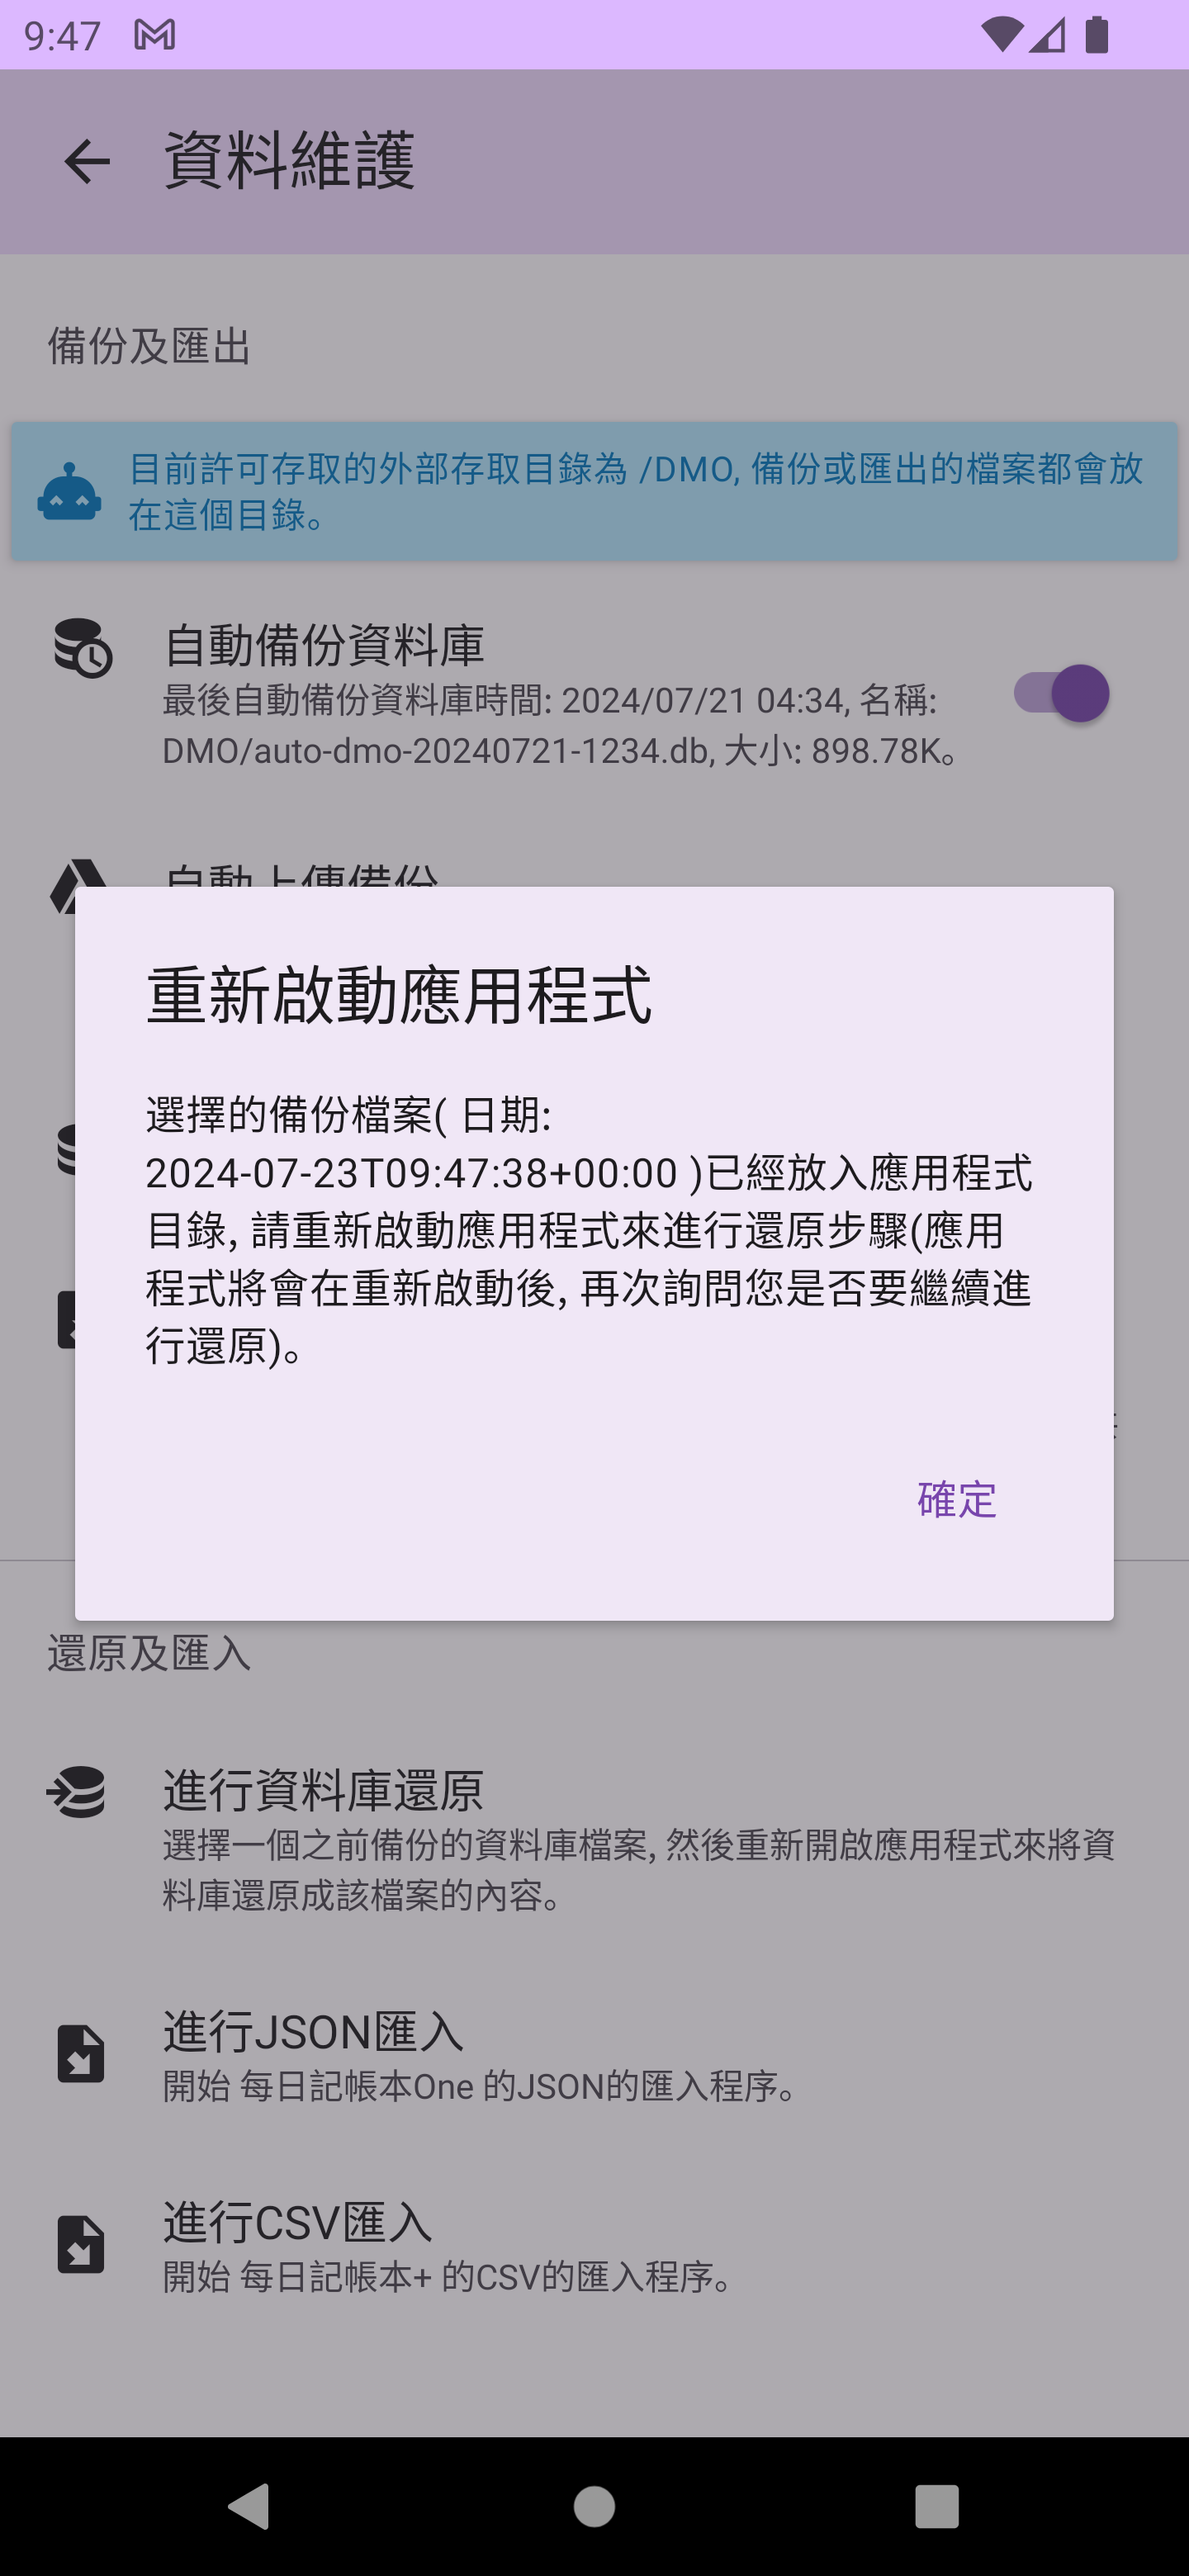 9:47
資料維護
備份及匯出
目前許可存取的外部存取目錄為 /DMO, 備份或匯出的檔案都會放
在這個目錄。
自動備份資料庫
最後自動備份資料庫時間: 2024/07/21 04:34, 名稱:
DMO/auto-dmo-20240721-1234.db, 大小: 898.78K。
自動上傳備份
重新啟動應用程式
選擇的備份檔案( 日期:
2024-07-23T09:47:38+00:00 )已經放入應用程式
目錄, 請重新啟動應用程式來進行還原步驟(應用
程式將會在重新啟動後, 再次詢問您是否要繼續進
行還原)。
確定
還原及匯入
進行資料庫還原
選擇一個之前備份的資料庫檔案, 然後重新開啟應用程式來將資
料庫還原成該檔案的內容。
進行JSON匯入
開始 每日記帳本One 的JSON的匯入程序。
進行CSV匯入
開始 每日記帳本+ 的CSV的匯入程序。